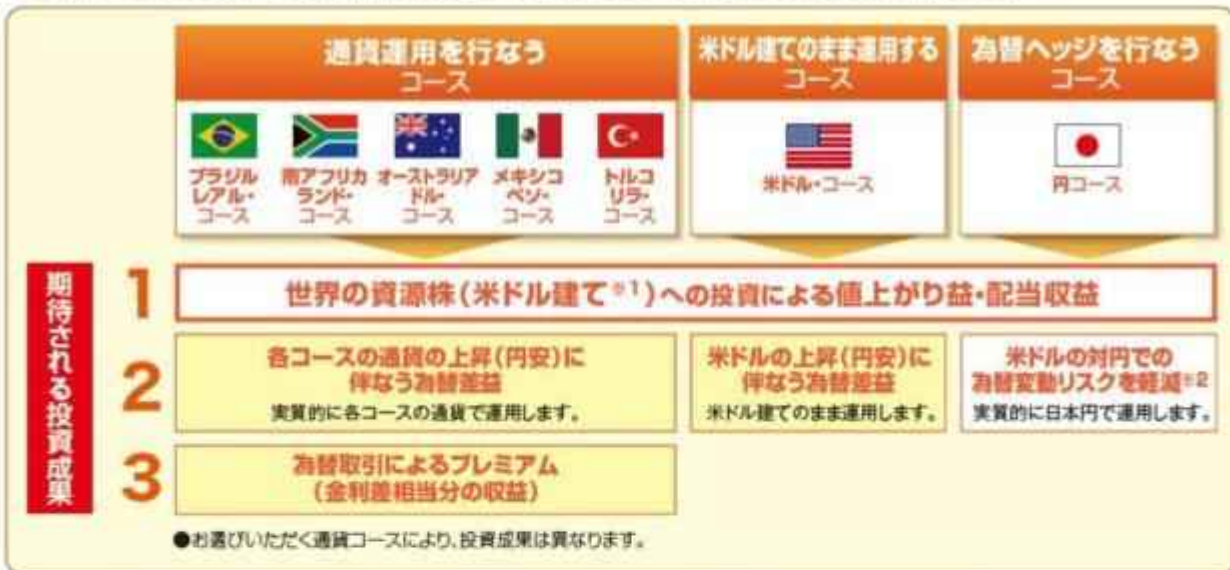 通貨運用を行なう
コース
米ドル建てのまま運用する
コース
為替ヘッジを行なう
コース
ブラジル
レアル・
コース
南アフリカ
ランド・
コース
オーストラリア
ドル・
コース
メキシコ
ペソ・
コース
トルコ
リラ・
コース
米ドル・コース
円コース
期待される投資成果
1
世界の資源株(米ドル建て※1)への投資による値上がり益・配当収益
2
各コースの通貨の上昇(円安)に
伴なう為替差益
実質的に各コースの通貨で運用します。
米ドルの上昇(円安)に
伴なう為替差益
米ドル建てのまま運用します。
米ドルの対円での
為替変動リスクを軽減※2
実質的に日本円で運用します。
3
為替取引によるプレミアム
(金利差相当分の収益)
●お選びいただく通貨コースにより、投資成果は異なります。